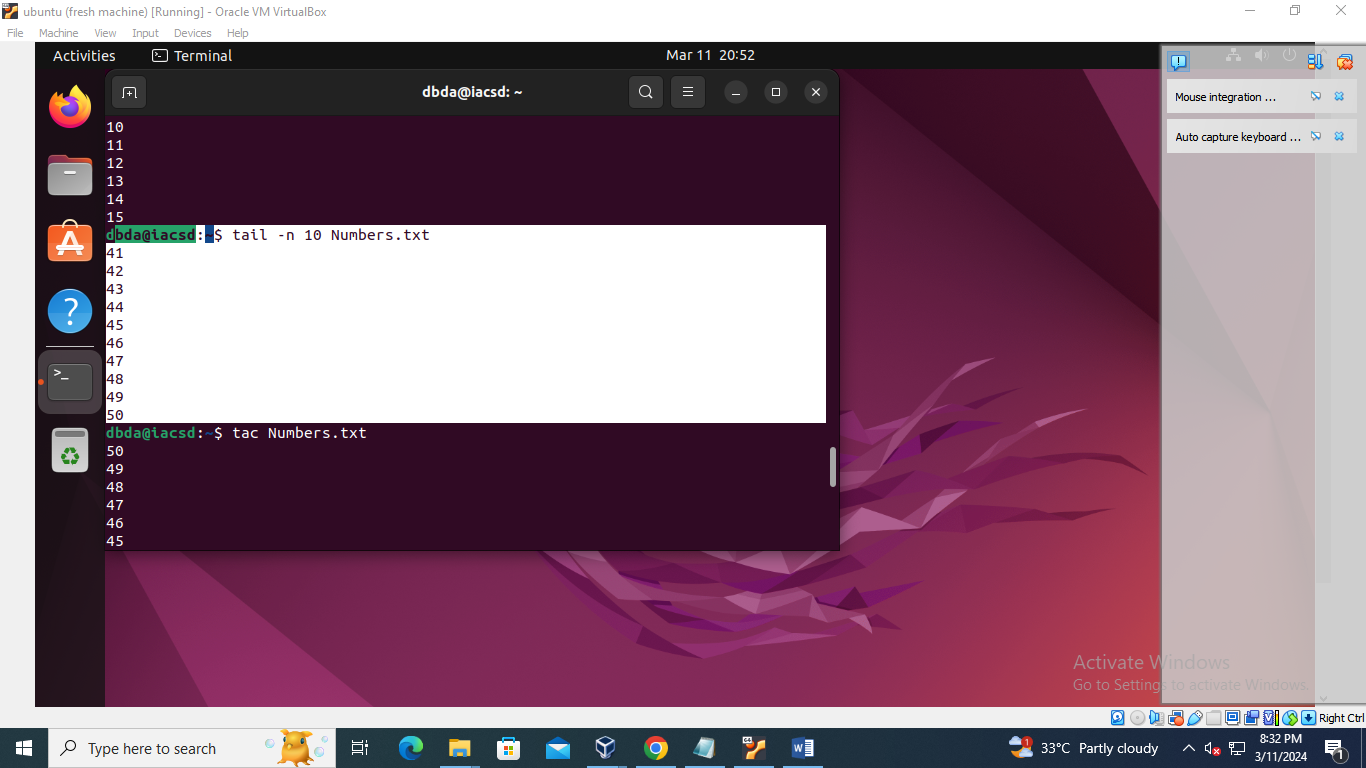 ubuntu (fresh machine) [Running] - Oracle VM VirtualBox
File Machine View Input Devices Help
Activities Terminal Mar 11 20:52
dbda@iacsd: ~
Mouse integration ...
Auto capture keyboard ...
10
11
12
13
14
15
dbda@iacsd:~$ tail -n 10 Numbers.txt
41
42
43
44
45
46
47
48
49
50
dbda@iacsd:~$ tac Numbers.txt
50
49
48
47
46
45
Activate Windows
Go to Settings to activate Windows.
Right Ctrl
Type here to search
1
33°C Partly cloudy
8:32 PM
3/11/2024
1